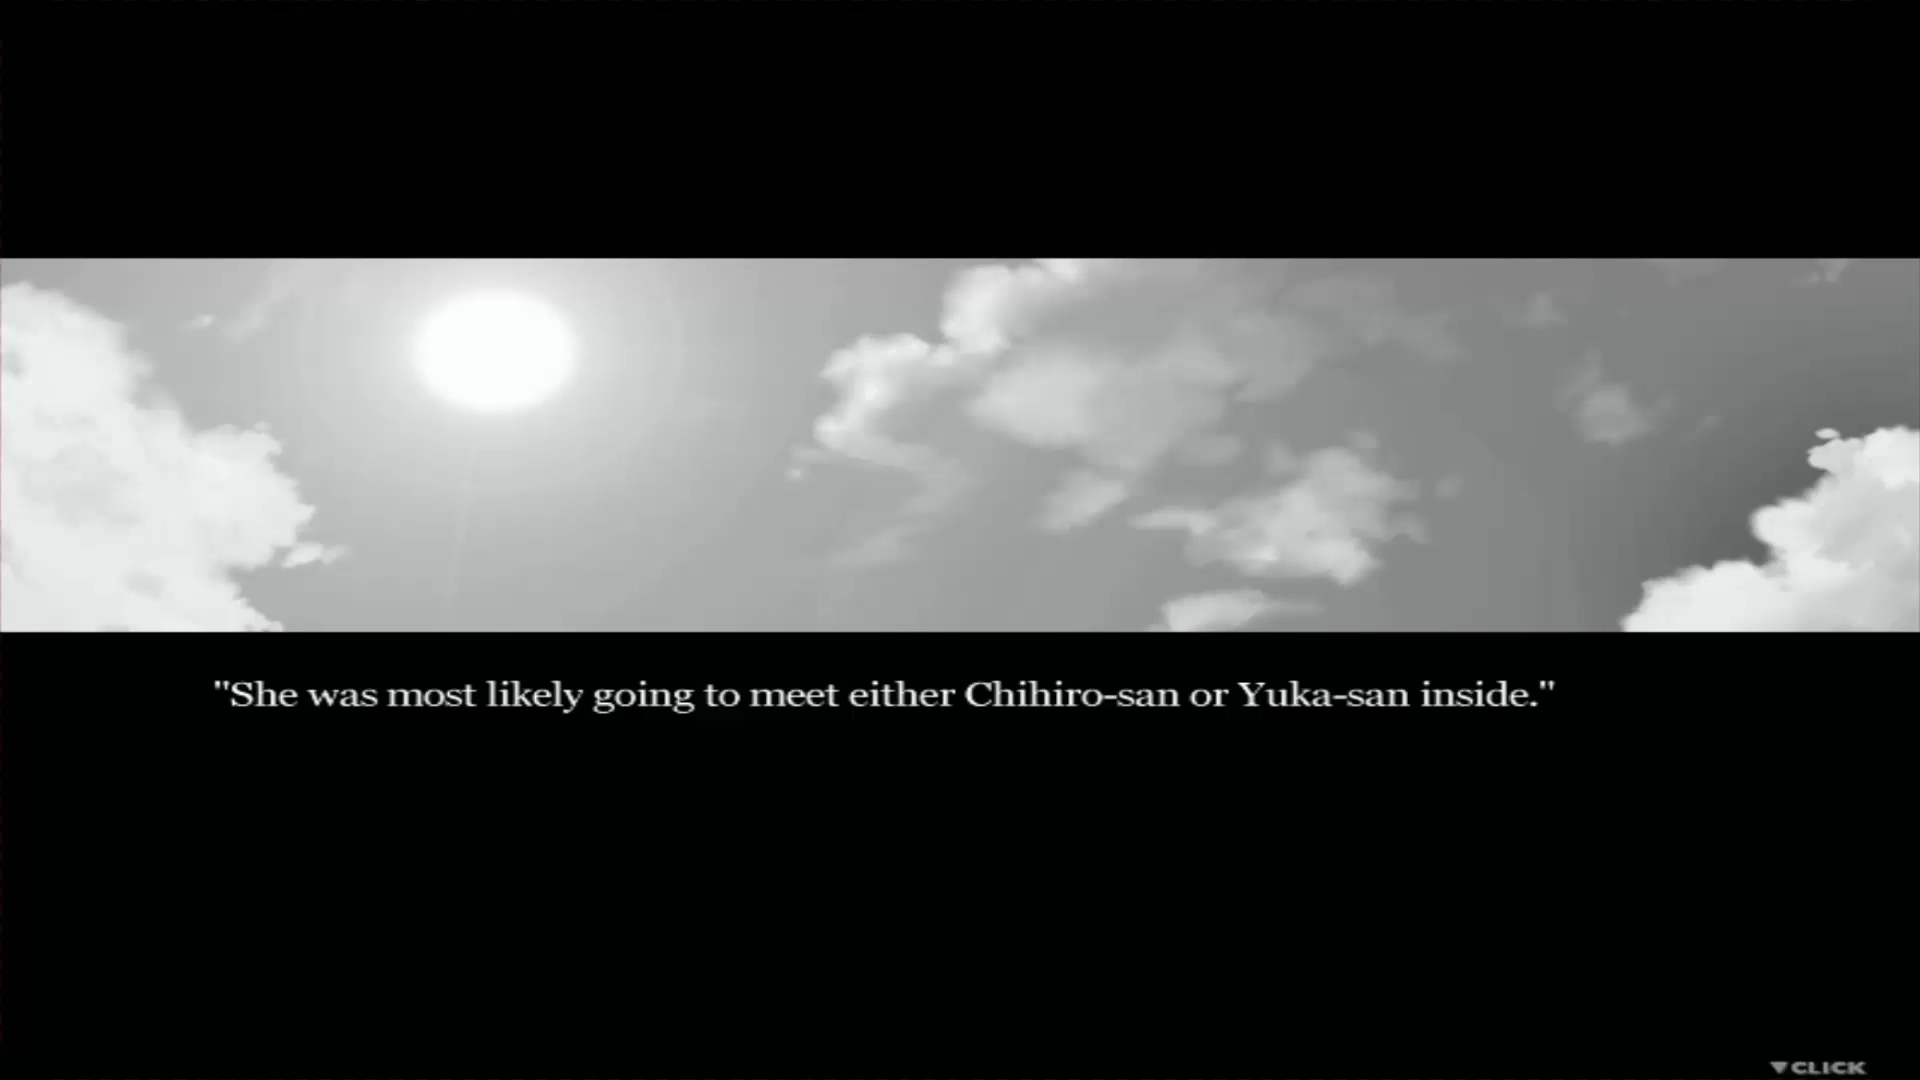 "She was most likely going to meet either Chihiro-san or Yuka-san inside."
▼CLICK